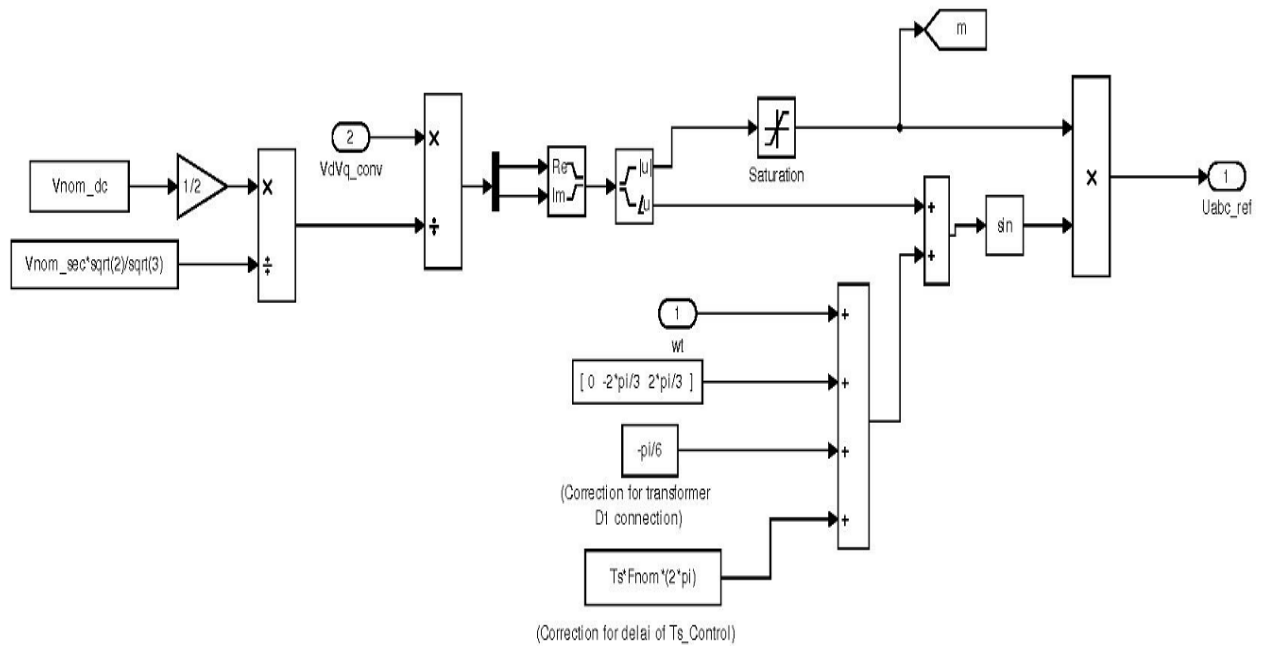 m
2
VdVq_conv
×
÷
Vnom_dc
1/2
×
÷
Vnom_sec*sqrt(2)/sqrt(3)
Re
Im
|u|
∠u
Saturation
+
+
sin
×
1
Uabc_ref
1
wt
+
[ 0 -2*pi/3 2*pi/3 ]
+
-pi/6
+
(Correction for transformer
D1 connection)
+
Ts*Fnom*(2*pi)
(Correction for delai of Ts_Control)